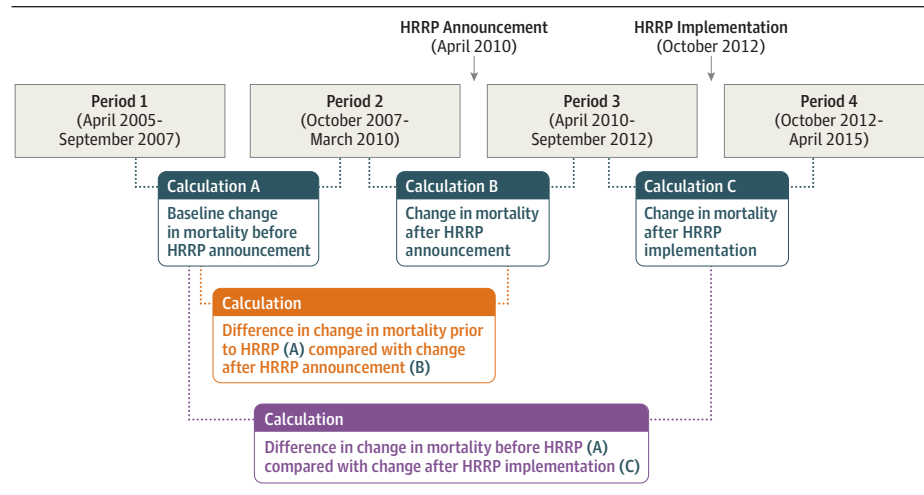 HRRP Announcement
(April 2010)
HRRP Implementation
(October 2012)
Period 1
(April 2005-
September 2007)
Period 2
(October 2007-
March 2010)
Period 3
(April 2010-
September 2012)
Period 4
(October 2012-
April 2015)
Calculation A
Baseline change
in mortality before
HRRP announcement
Calculation B
Change in mortality
after HRRP
announcement
Calculation C
Change in mortality
after HRRP
implementation
Calculation
Difference in change in mortality prior
to HRRP (A) compared with change
after HRRP announcement (B)
Calculation
Difference in change in mortality before HRRP (A)
compared with change after HRRP implementation (C)